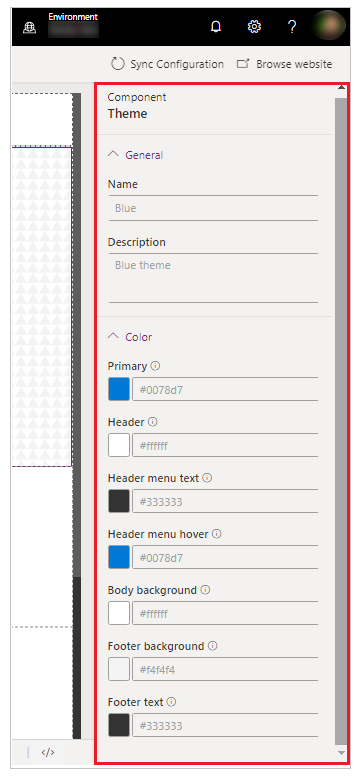 Environment
Sync Configuration Browse website
Component
Theme
General
Name
Blue
Description
Blue theme
Color
Primary
#0078d7
Header
#ffffff
Header menu text
#333333
Header menu hover
#0078d7
Body background
#ffffff
Footer background
#f4f4f4
Footer text
#333333
</>